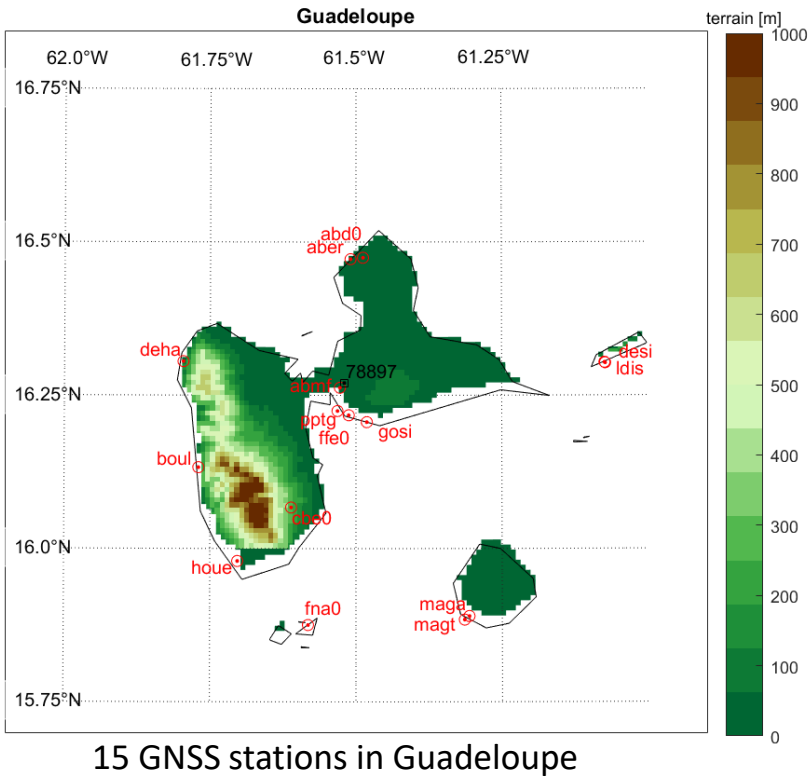 Guadeloupe
terrain [m]
62.0°W 61.75°W 61.5°W 61.25°W
16.75°N
16.5°N
16.25°N
16.0°N
15.75°N
abd0
aber
deha
desi
ldis
78897
abmf
pptg
ffe0
gosi
boul
cbe0
houe
fna0
maga
magt
1000
900
800
700
600
500
400
300
200
100
0
15 GNSS stations in Guadeloupe